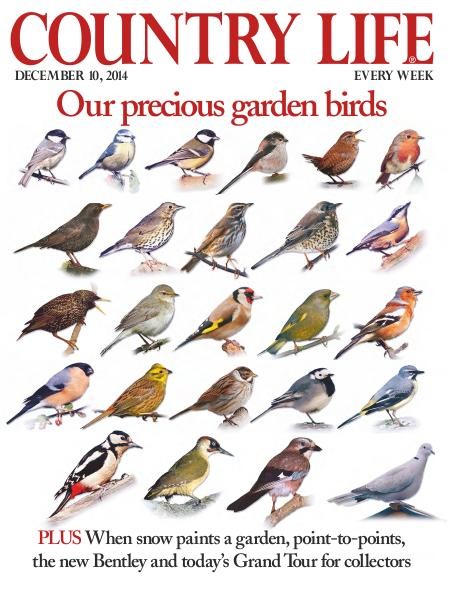 COUNTRY LIFE®
DECEMBER 10, 2014 EVERY WEEK
Our precious garden birds
PLUS When snow paints a garden, point-to-points,
the new Bentley and today's Grand Tour for collectors